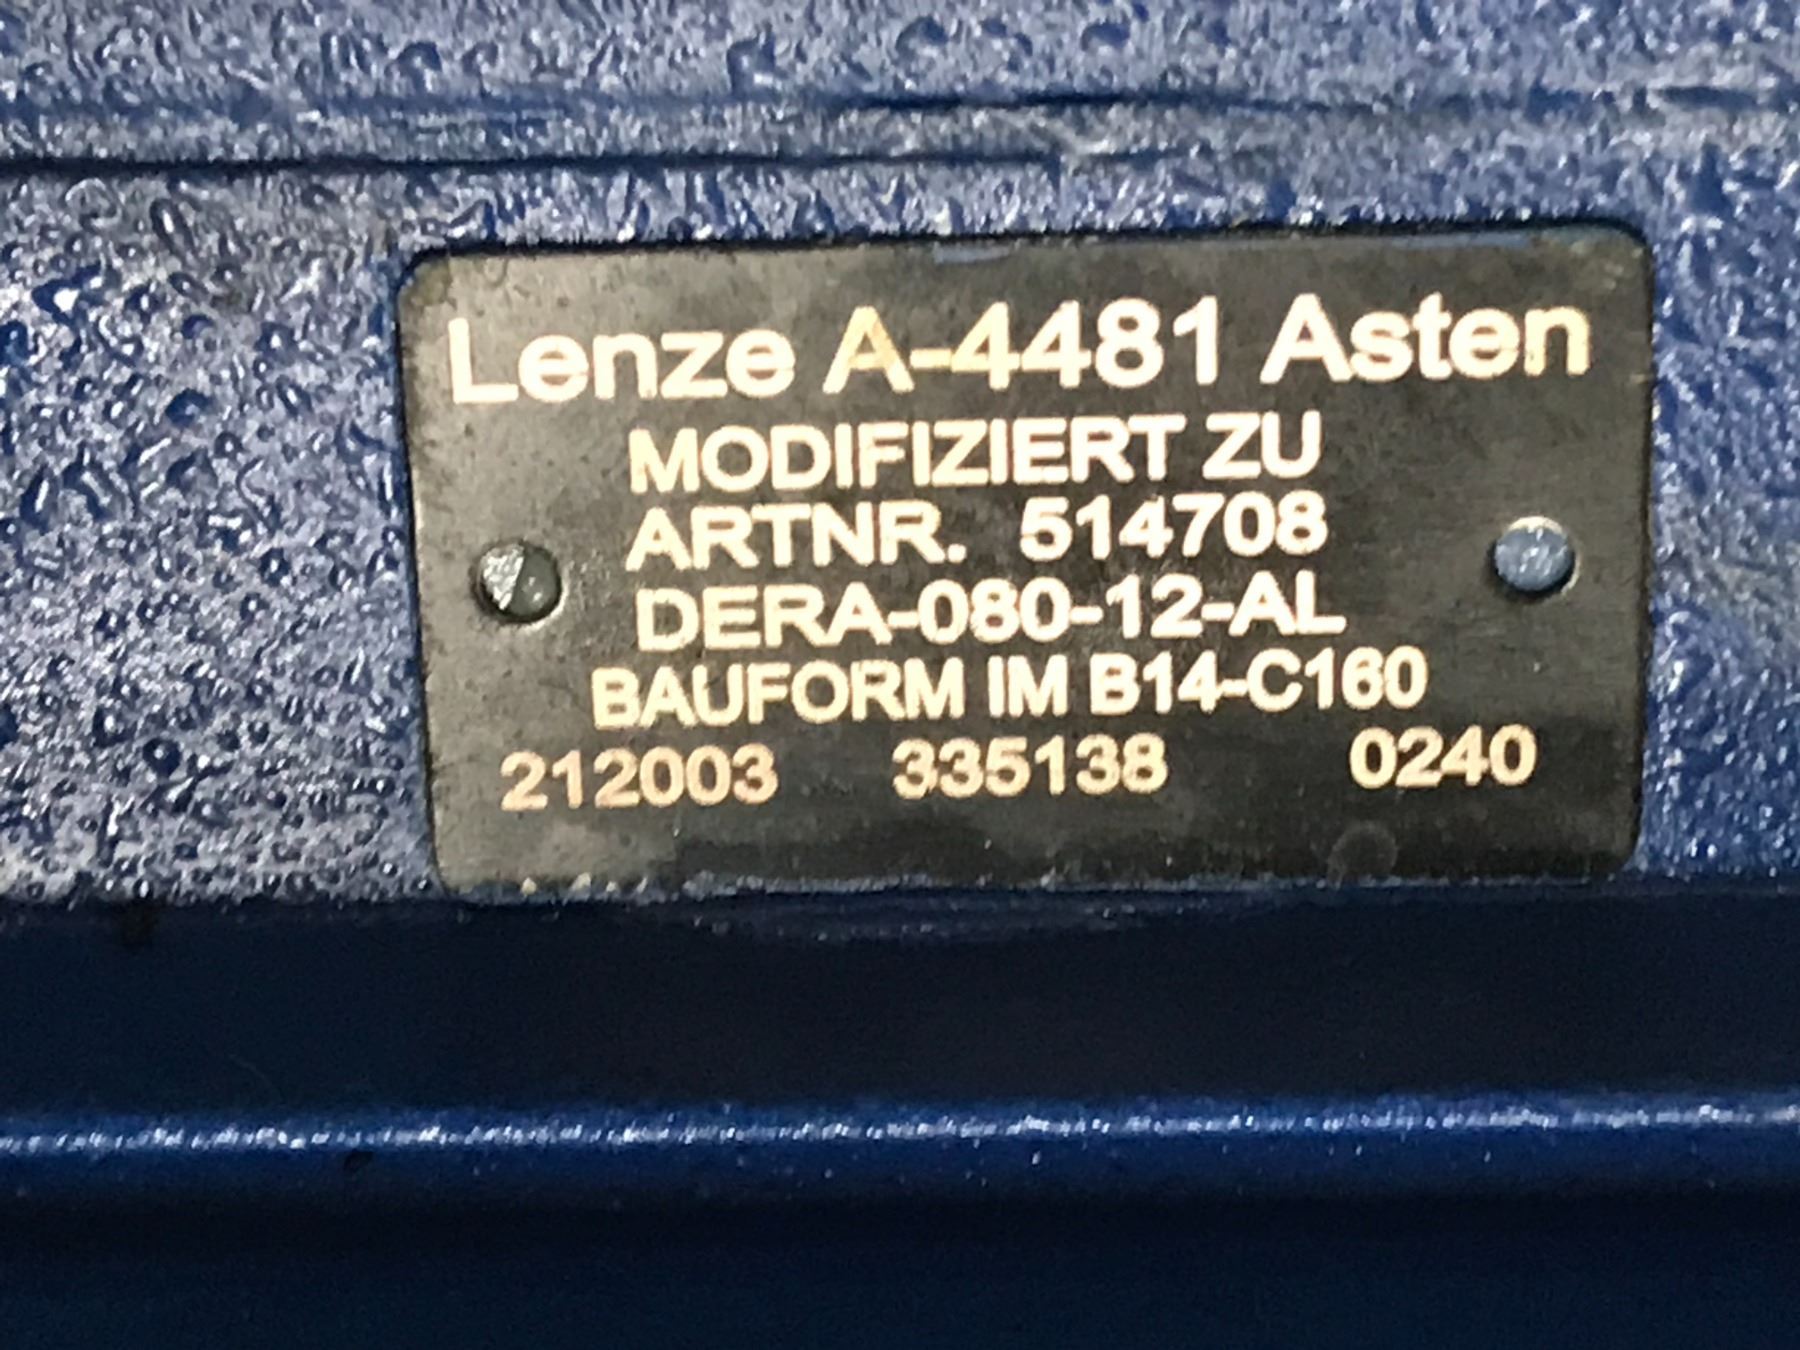 Lenze A-4481 Asten
MODIFIZIERT ZU
ARTNR. 514708
DERA-080-12-AL
BAUFORM IM B14-C160
212003 335138 0240